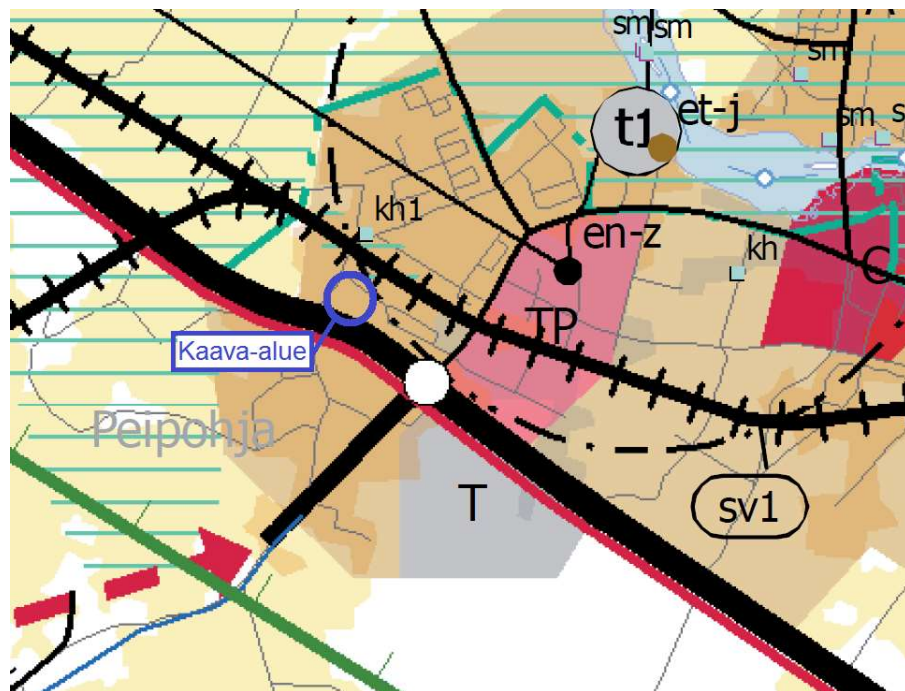 sm sm
sm
t1
et-j
sm
s
kh1
en-z
kh
C
TP
Kaava-alue
Peipohja
T
sv1